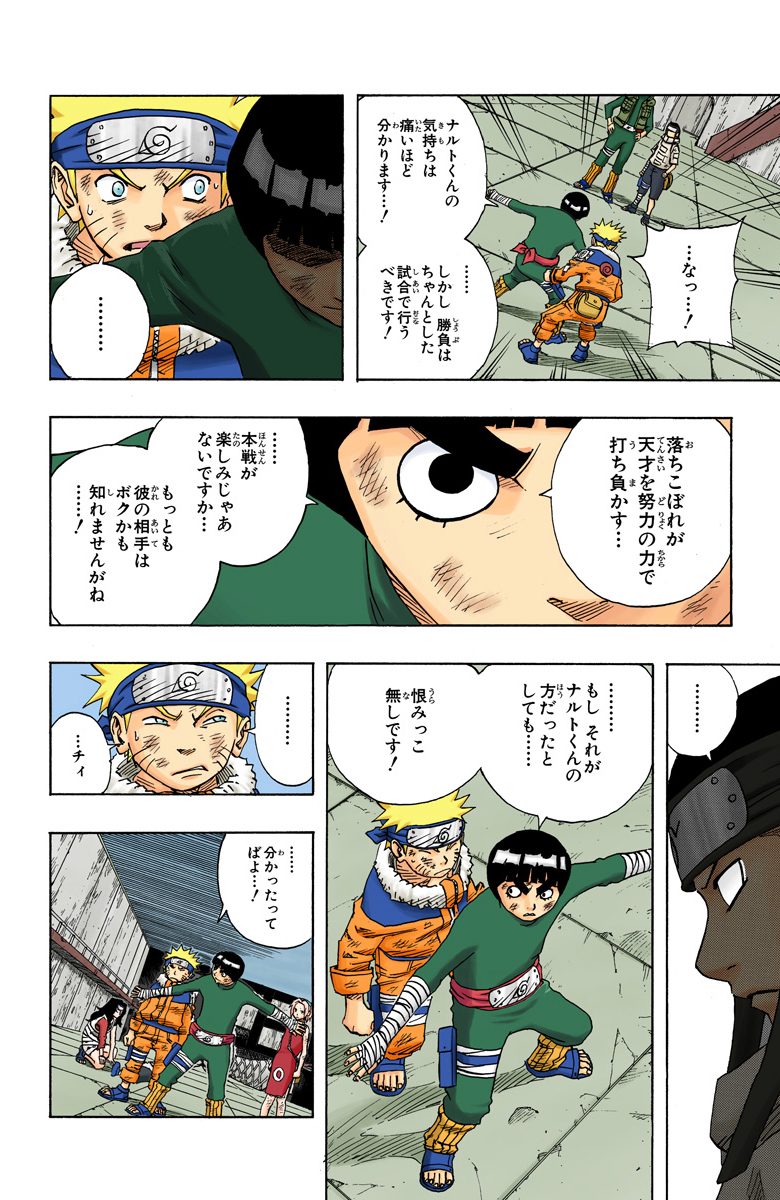 …なっ…！
ナルトくんの
気持ちは
痛いほど
分かります…！
………
しかし 勝負は
ちゃんとした
試合で行う
べきです！
………
落ちこぼれが
天才を努力の力で
打ち負かす…
………
本戦が
楽しみじゃあ
ないですか…
もっとも
彼の相手は
ボクかも
知れませんがね
……！
………
………
もし それが
ナルトくんの
方だったと
しても……
恨みっこ
無しです！
………
…チィ
……
分かったって
ばよ…！